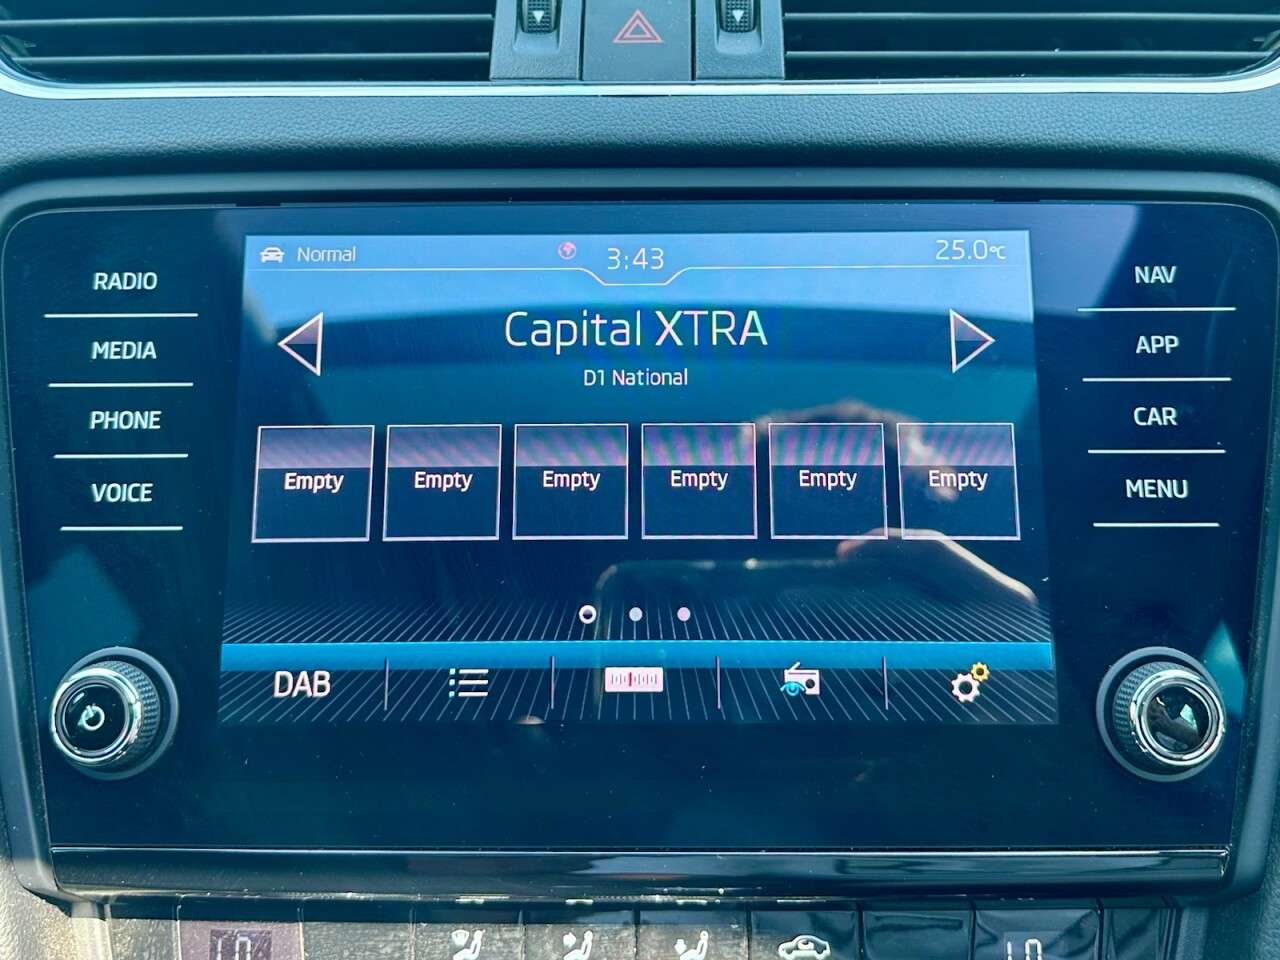 Normal 3:43 25.0°C
RADIO
MEDIA
PHONE
VOICE
Capital XTRA
D1 National
Empty Empty Empty Empty Empty Empty
DAB
NAV
APP
CAR
MENU